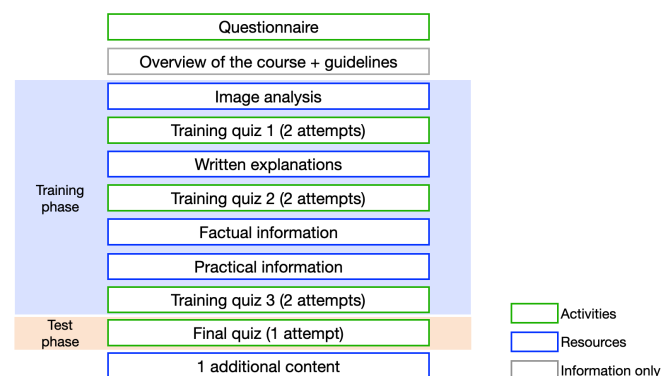 Questionnaire
Overview of the course + guidelines
Image analysis
Training quiz 1 (2 attempts)
Written explanations
Training quiz 2 (2 attempts)
Factual information
Practical information
Training quiz 3 (2 attempts)
Final quiz (1 attempt)
1 additional content
Training
phase
Test
phase
Activities
Resources
Information only